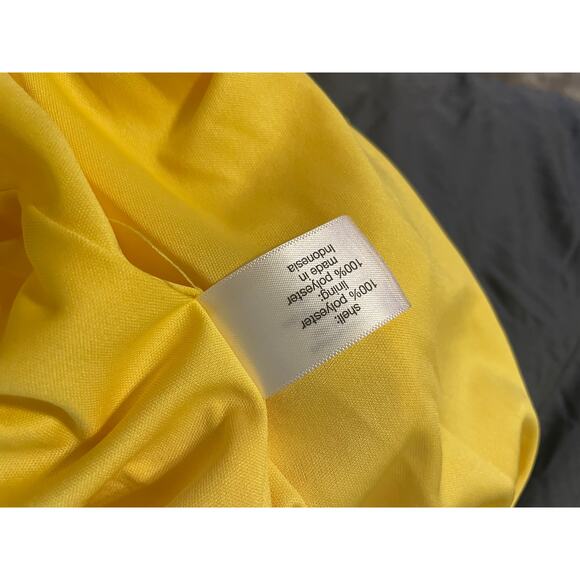 shell:
100% polyester
lining:
100% polyester
made in
Indonesia